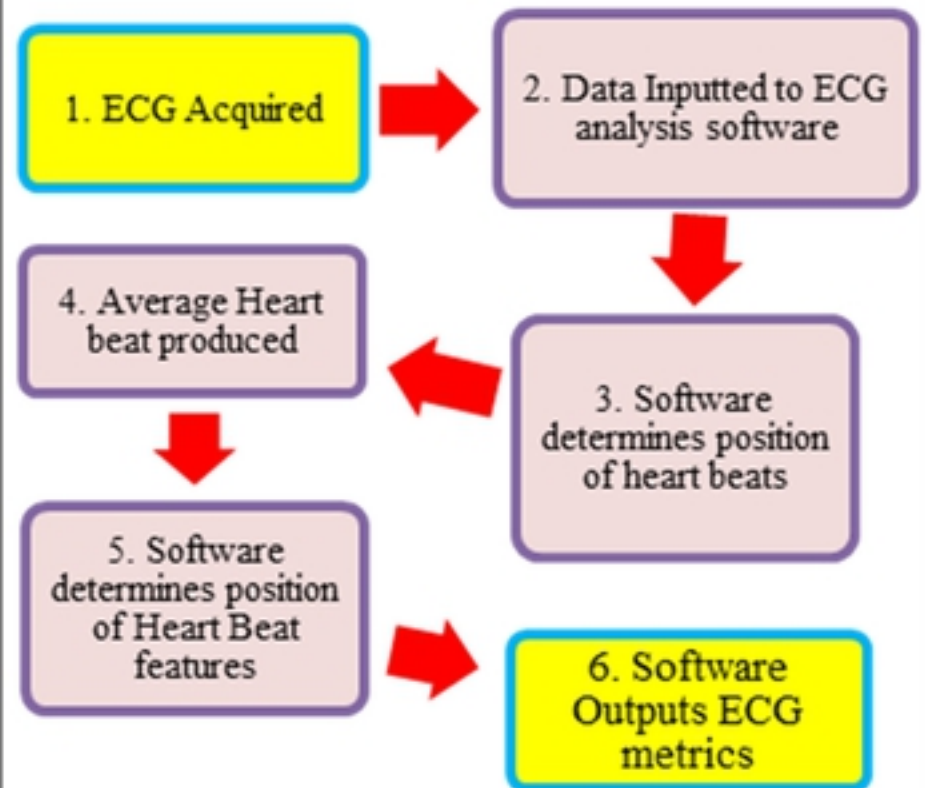 1. ECG Acquired
2. Data Inputted to ECG
analysis software
3. Software
determines position
of heart beats
4. Average Heart
beat produced
5. Software
determines position
of Heart Beat
features
6. Software
Outputs ECG
metrics